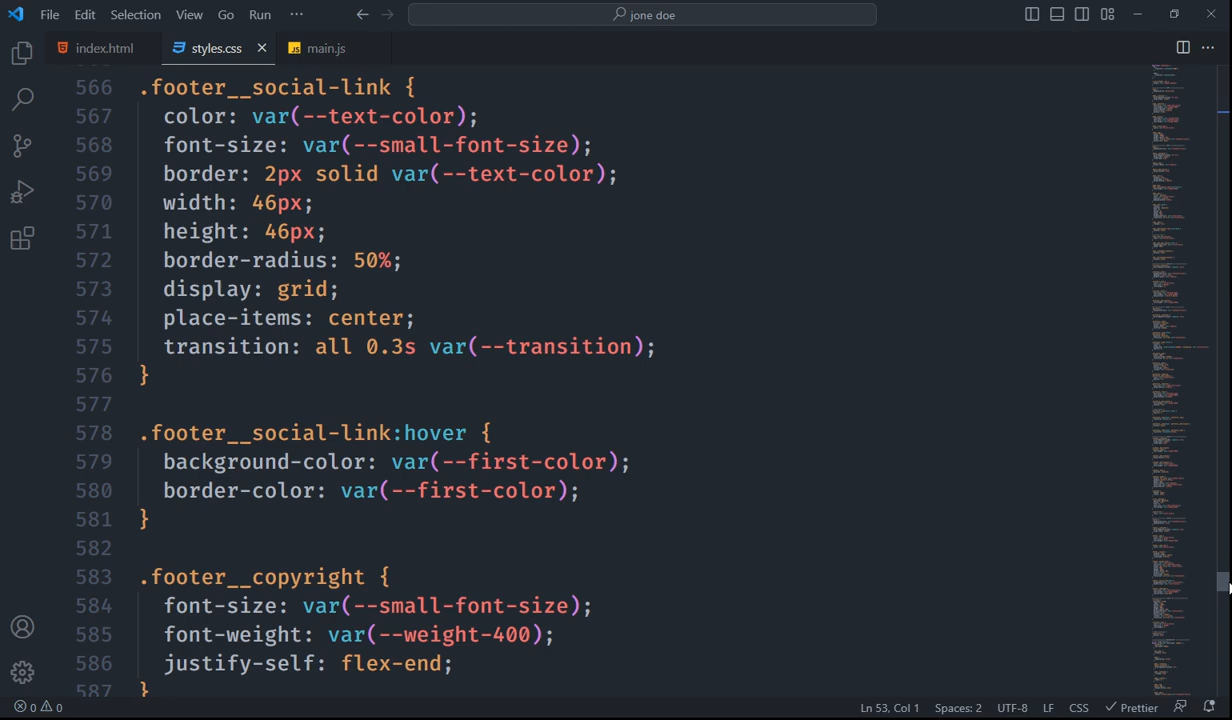 File Edit Selection View Go Run ··· jone doe
index.html styles.css main.js
566 .footer__social-link {
567 color: var(--text-color);
568 font-size: var(--small-font-size);
569 border: 2px solid var(--text-color);
570 width: 46px;
571 height: 46px;
572 border-radius: 50%;
573 display: grid;
574 place-items: center;
575 transition: all 0.3s var(--transition);
576 }
577
578 .footer__social-link:hover {
579 background-color: var(--first-color);
580 border-color: var(--first-color);
581 }
582
583 .footer__copyright {
584 font-size: var(--small-font-size);
585 font-weight: var(--weight-400);
586 justify-self: flex-end;
587 }
0 0 Ln 53, Col 1 Spaces: 2 UTF-8 LF CSS Prettier